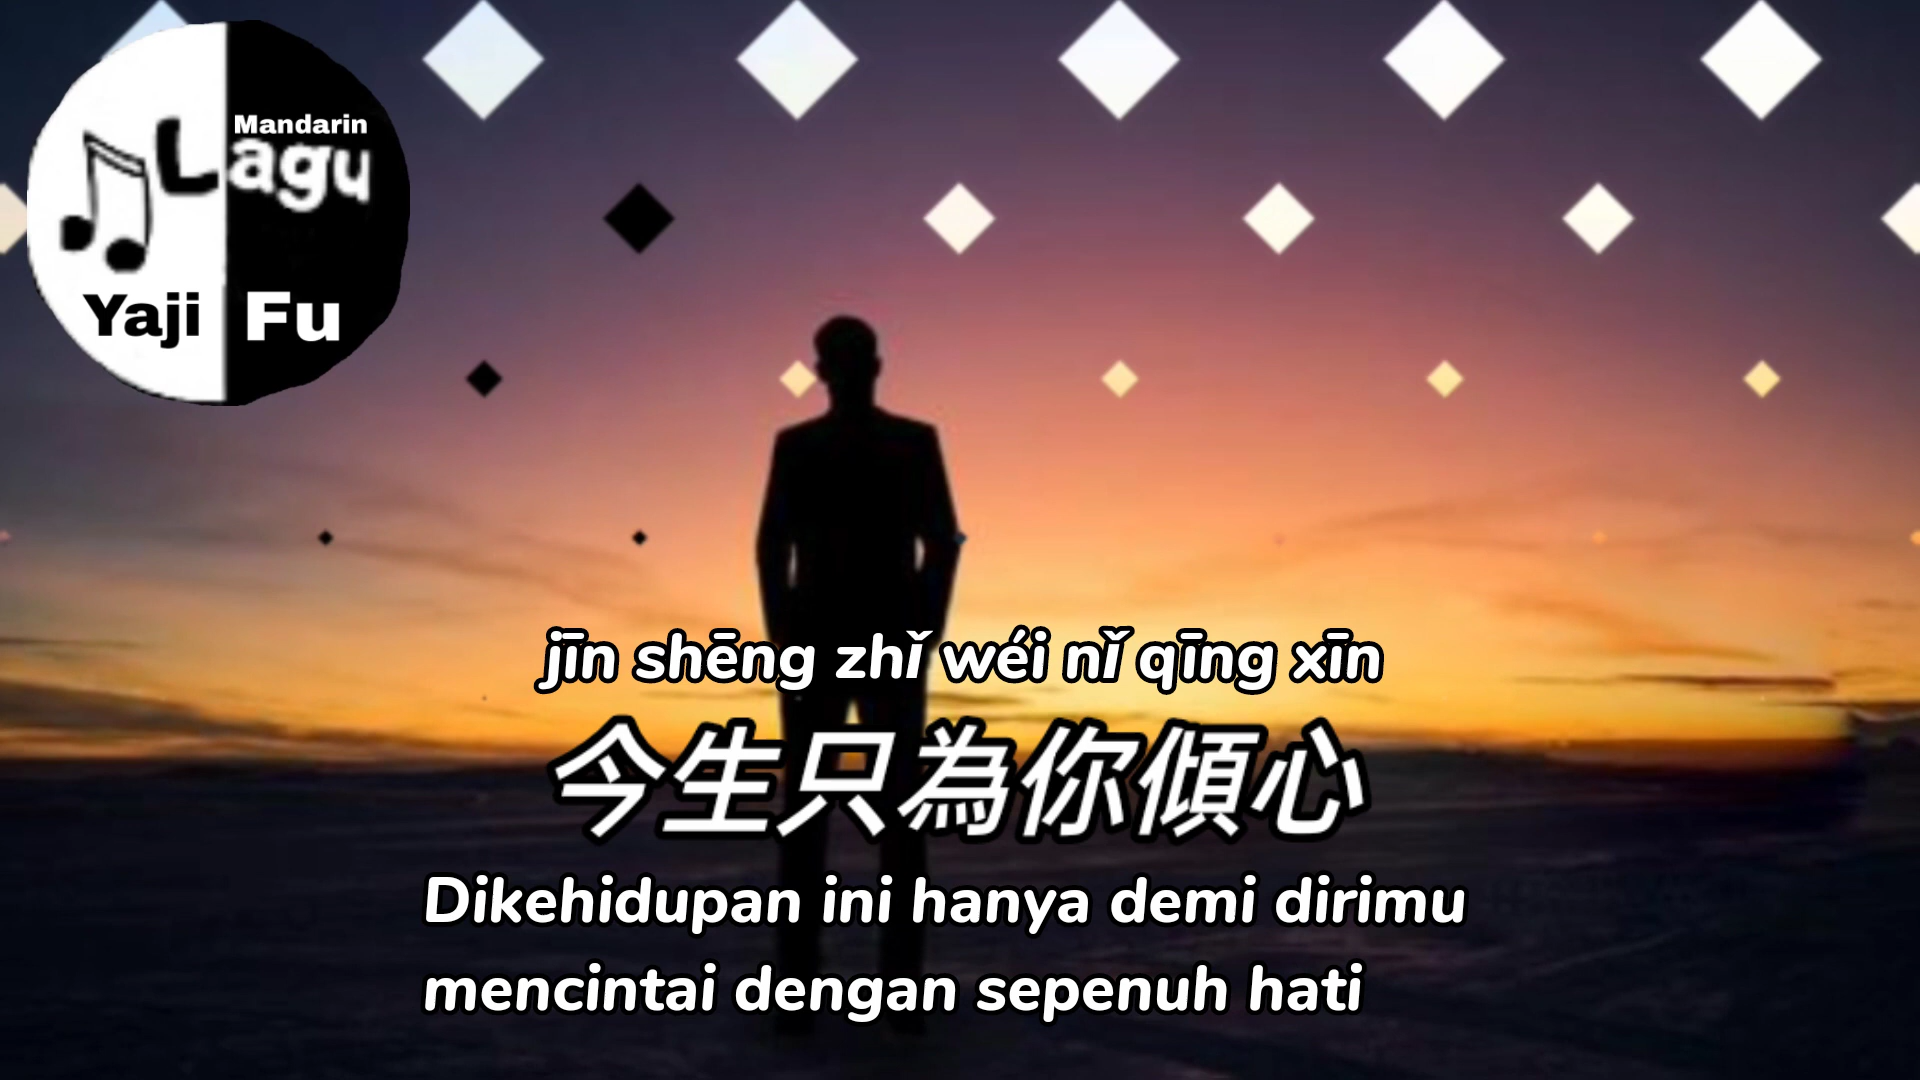 Mandarin
Lagu
Yaji Fu
jīn shēng zhǐ wéi nǐ qīng xīn
今生只為你傾心
Dikehidupan ini hanya demi dirimu
mencintai dengan sepenuh hati